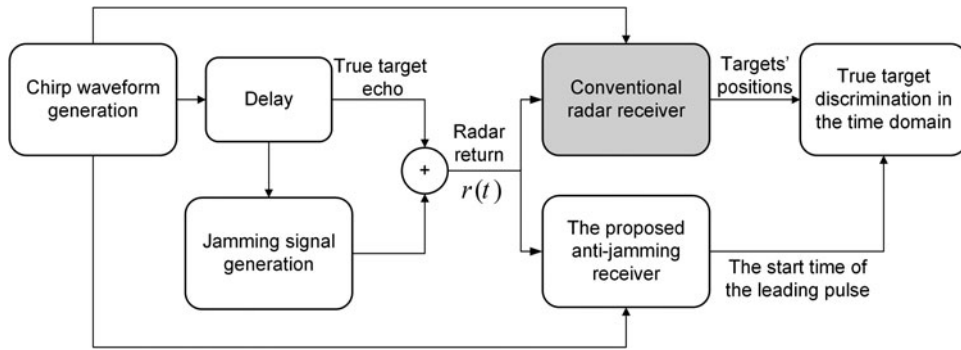 Chirp waveform
generation
Delay
True target
echo
Jamming signal
generation
+
Radar
return
r(t)
Conventional
radar receiver
Targets'
positions
True target
discrimination in
the time domain
The proposed
anti-jamming
receiver
The start time of
the leading pulse